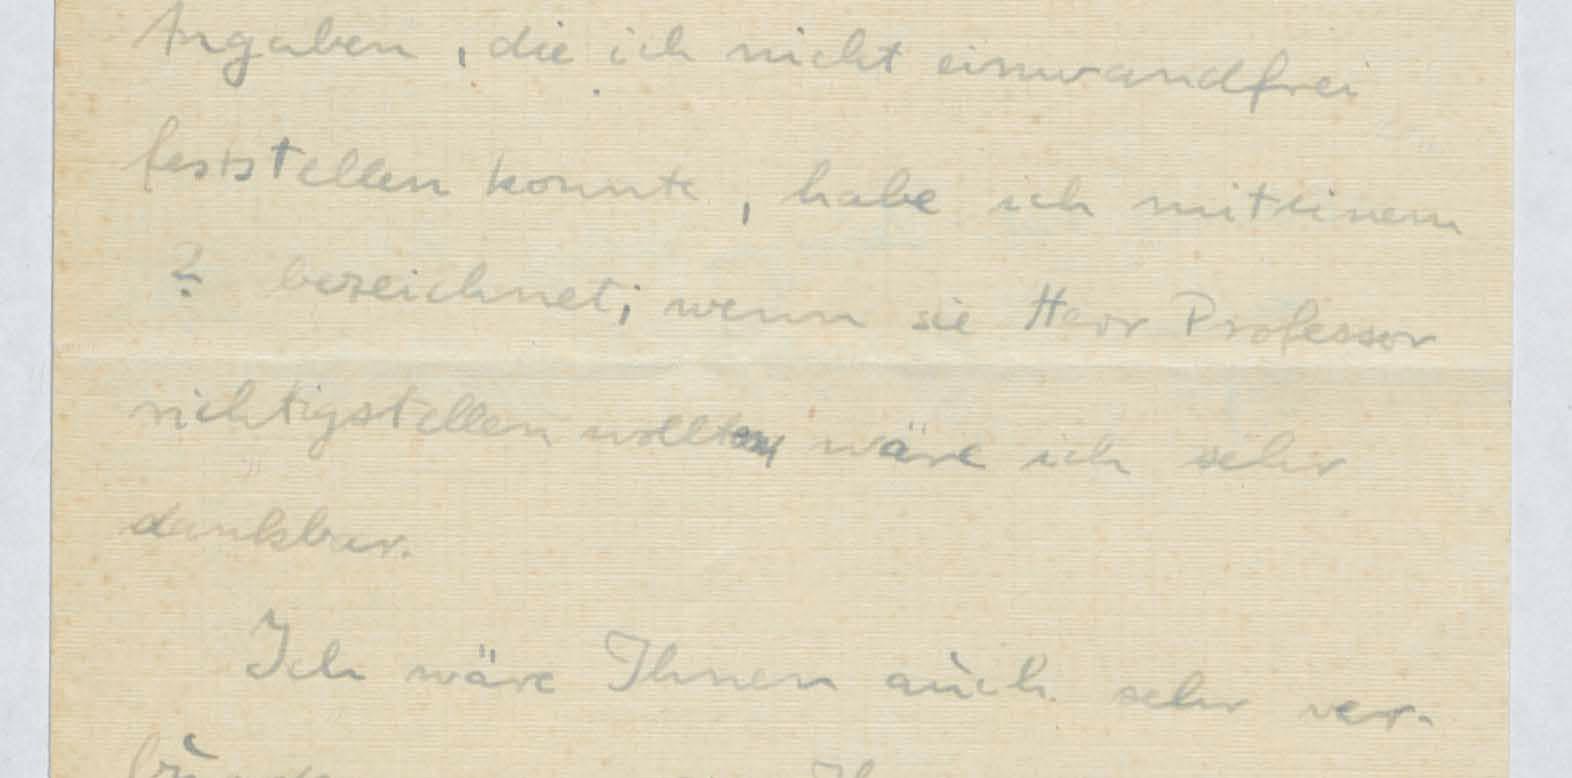 Angaben, die ich nicht einwandfrei
feststellen konnte, habe ich mit einem
? bezeichnet; wenn sie Herr Professor
richtigstellen wollten wäre ich sehr
dankbar.
Ich wäre Ihnen auch sehr ver-